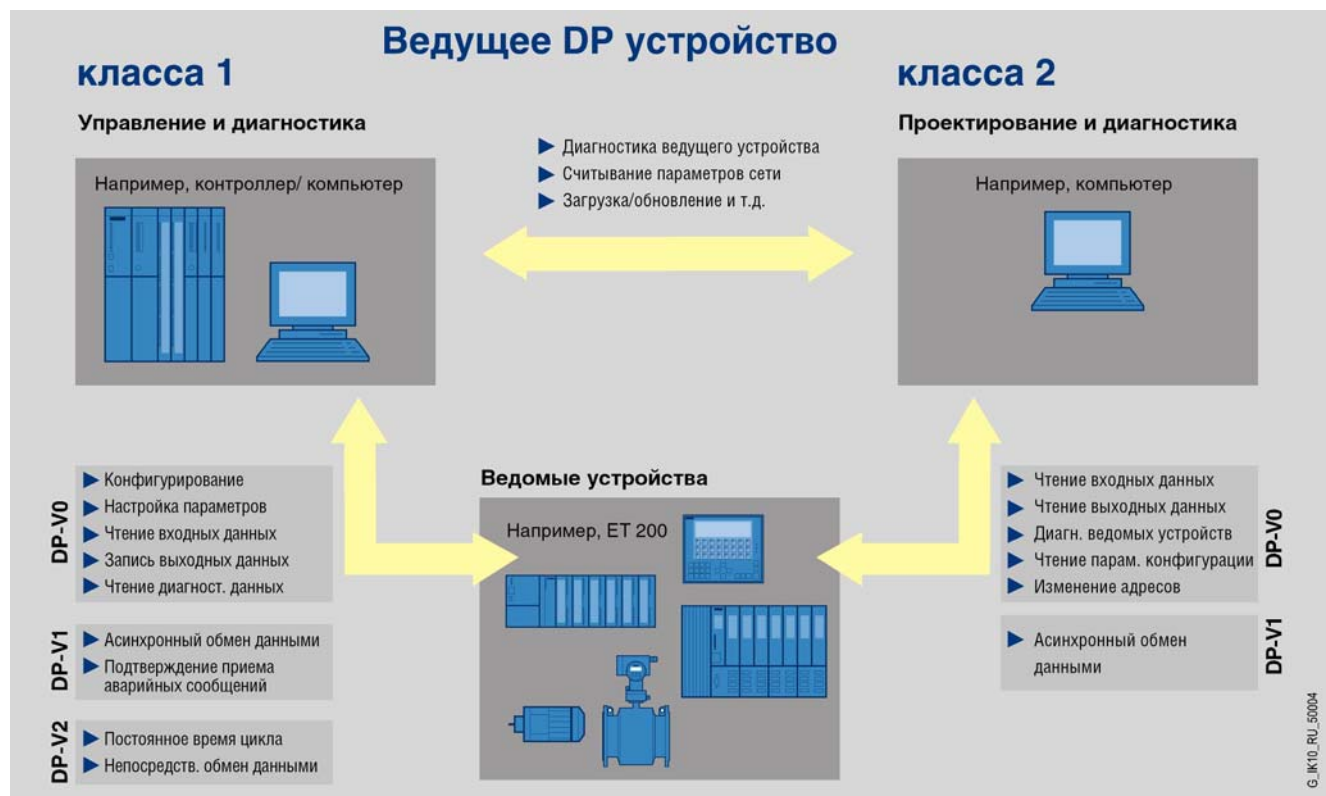 Ведущее DP устройство
класса 1
класса 2
Управление и диагностика
Проектирование и диагностика
Например, контроллер/ компьютер
Диагностика ведущего устройства
Считывание параметров сети
Загрузка/обновление и т.д.
Например, компьютер
DP-V0
Конфигурирование
Настройка параметров
Чтение входных данных
Запись выходных данных
Чтение диагност. данных
DP-V1
Асинхронный обмен данными
Подтверждение приема
аварийных сообщений
DP-V2
Постоянное время цикла
Непосредств. обмен данными
Ведомые устройства
Например, ET 200
Чтение входных данных
Чтение выходных данных
Диагн. ведомых устройств
Чтение парам. конфигурации
Изменение адресов
DP-V0
Асинхронный обмен
данными
DP-V1
G_IK10_RU_50004